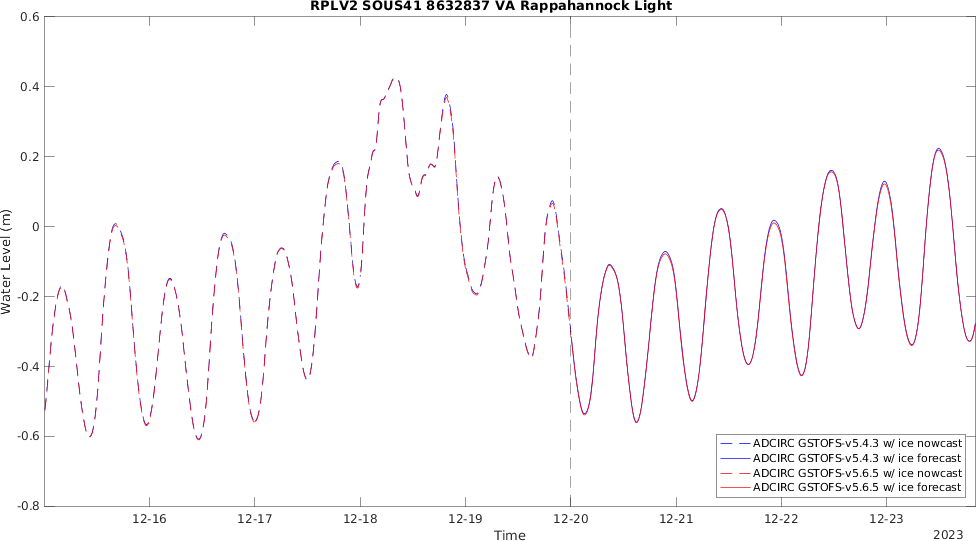 RPLV2 SOUS41 8632837 VA Rappahannock Light
0.6
0.4
0.2
0
-0.2
-0.4
-0.6
-0.8
Water Level (m)
ADCIRC GSTOFS-v5.4.3 w/ ice nowcast
ADCIRC GSTOFS-v5.4.3 w/ ice forecast
ADCIRC GSTOFS-v5.6.5 w/ ice nowcast
ADCIRC GSTOFS-v5.6.5 w/ ice forecast
12-16 12-17 12-18 12-19 12-20 12-21 12-22 12-23
Time
2023